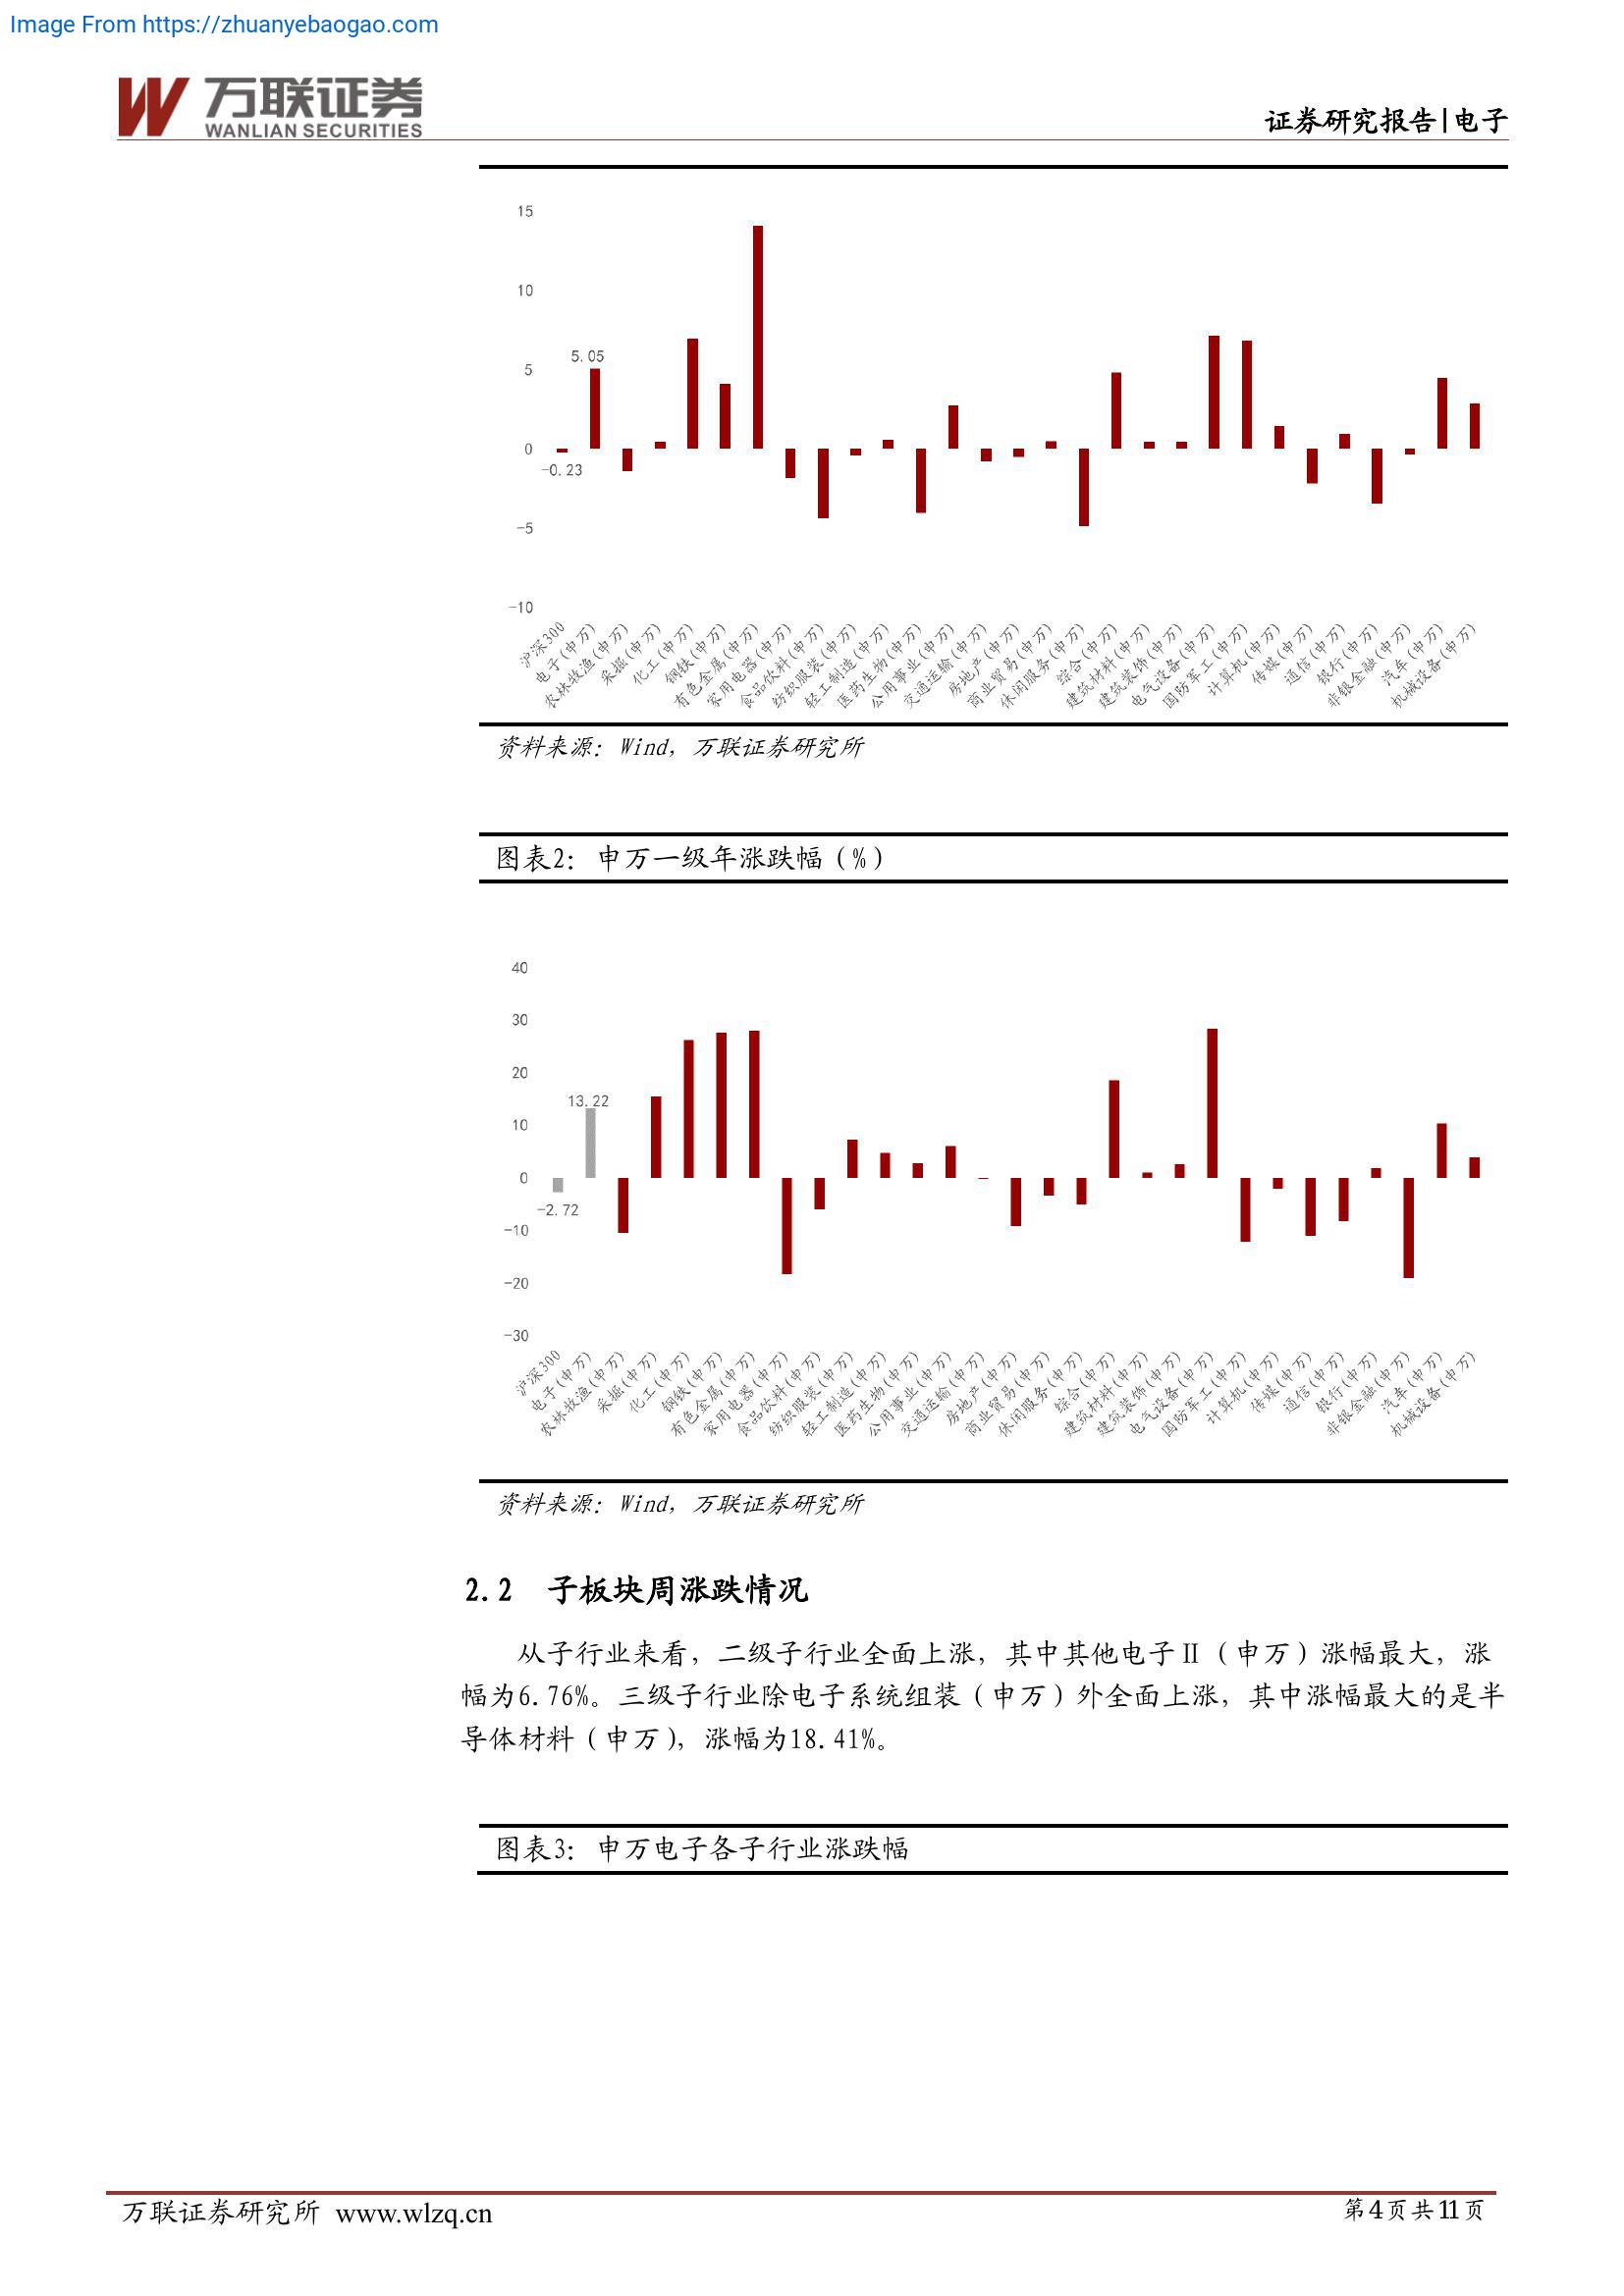 Image From https://zhuanyebaogao.com
万联证券
WANLIAN SECURITIES
证券研究报告|电子
15
10
5
0
-5
-10
5.05
-0.23
沪深300
电子(申万)
农林牧渔(申万)
采掘(申万)
化工(申万)
钢铁(申万)
有色金属(申万)
家用电器(申万)
食品饮料(申万)
纺织服装(申万)
轻工制造(申万)
医药生物(申万)
公用事业(申万)
交通运输(申万)
房地产(申万)
商业贸易(申万)
休闲服务(申万)
综合(申万)
建筑材料(申万)
建筑装饰(申万)
电气设备(申万)
国防军工(申万)
计算机(申万)
传媒(申万)
通信(申万)
银行(申万)
非银金融(申万)
汽车(申万)
机械设备(申万)
资料来源：Wind，万联证券研究所
图表2：申万一级年涨跌幅（%）
40
30
20
10
0
-10
-20
-30
13.22
-2.72
沪深300
电子(申万)
农林牧渔(申万)
采掘(申万)
化工(申万)
钢铁(申万)
有色金属(申万)
家用电器(申万)
食品饮料(申万)
纺织服装(申万)
轻工制造(申万)
医药生物(申万)
公用事业(申万)
交通运输(申万)
房地产(申万)
商业贸易(申万)
休闲服务(申万)
综合(申万)
建筑材料(申万)
建筑装饰(申万)
电气设备(申万)
国防军工(申万)
计算机(申万)
传媒(申万)
通信(申万)
银行(申万)
非银金融(申万)
汽车(申万)
机械设备(申万)
资料来源：Wind，万联证券研究所
2.2 子板块周涨跌情况
从子行业来看，二级子行业全面上涨，其中其他电子Ⅱ（申万）涨幅最大，涨
幅为6.76%。三级子行业除电子系统组装（申万）外全面上涨，其中涨幅最大的是半
导体材料（申万），涨幅为18.41%。
图表3：申万电子各子行业涨跌幅
万联证券研究所 www.wlzq.cn
第4页共11页